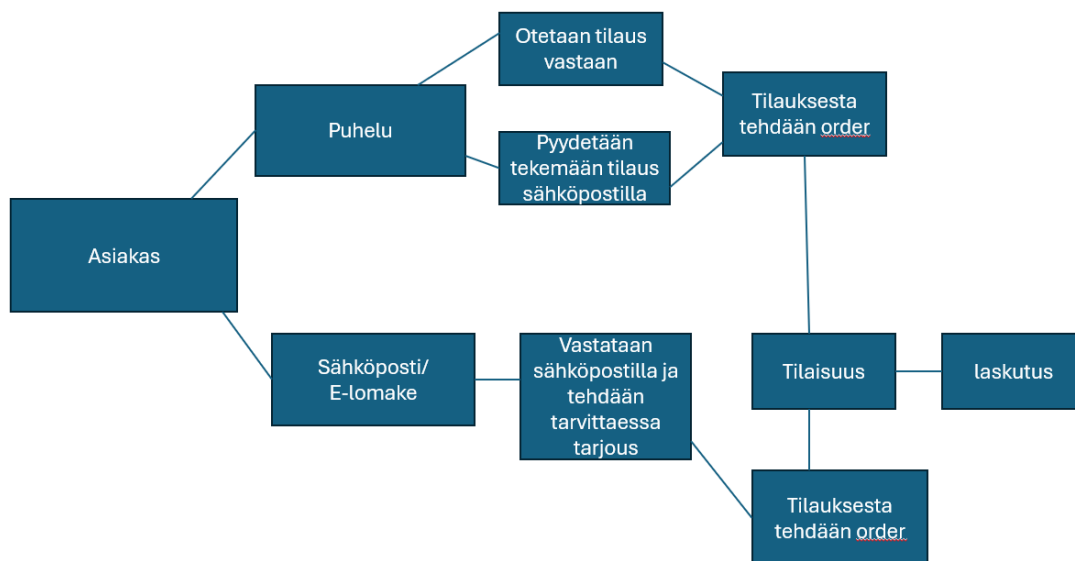 Otetaan tilaus
vastaan
Tilauksesta
tehdään order
Puhelu
Pyydetään
tekemään tilaus
sähköpostilla
Asiakas
Sähköposti/
E-lomake
Vastataan
sähköpostilla ja
tehdään
tarvittaessa
tarjous
Tilaisuus
laskutus
Tilauksesta
tehdään order